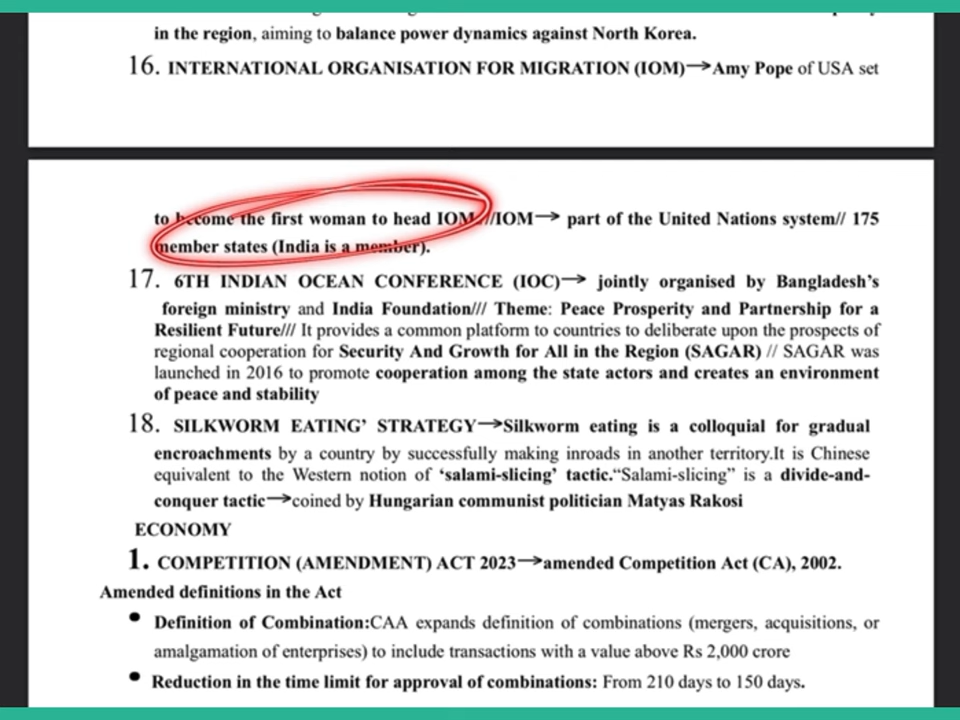 in the region, aiming to balance power dynamics against North Korea.
16. INTERNATIONAL ORGANISATION FOR MIGRATION (IOM)→Amy Pope of USA set
to become the first woman to head IOM.//IOM→ part of the United Nations system// 175
member states (India is a member).
17. 6TH INDIAN OCEAN CONFERENCE (IOC)→ jointly organised by Bangladesh's
foreign ministry and India Foundation/// Theme: Peace Prosperity and Partnership for a
Resilient Future/// It provides a common platform to countries to deliberate upon the prospects of
regional cooperation for Security And Growth for All in the Region (SAGAR) // SAGAR was
launched in 2016 to promote cooperation among the state actors and creates an environment
of peace and stability
18. SILKWORM EATING' STRATEGY→Silkworm eating is a colloquial for gradual
encroachments by a country by successfully making inroads in another territory.It is Chinese
equivalent to the Western notion of ‘salami-slicing’ tactic.“Salami-slicing” is a divide-and-
conquer tactic→coined by Hungarian communist politician Matyas Rakosi
ECONOMY
1. COMPETITION (AMENDMENT) ACT 2023→amended Competition Act (CA), 2002.
Amended definitions in the Act
• Definition of Combination:CAA expands definition of combinations (mergers, acquisitions, or
amalgamation of enterprises) to include transactions with a value above Rs 2,000 crore
• Reduction in the time limit for approval of combinations: From 210 days to 150 days.